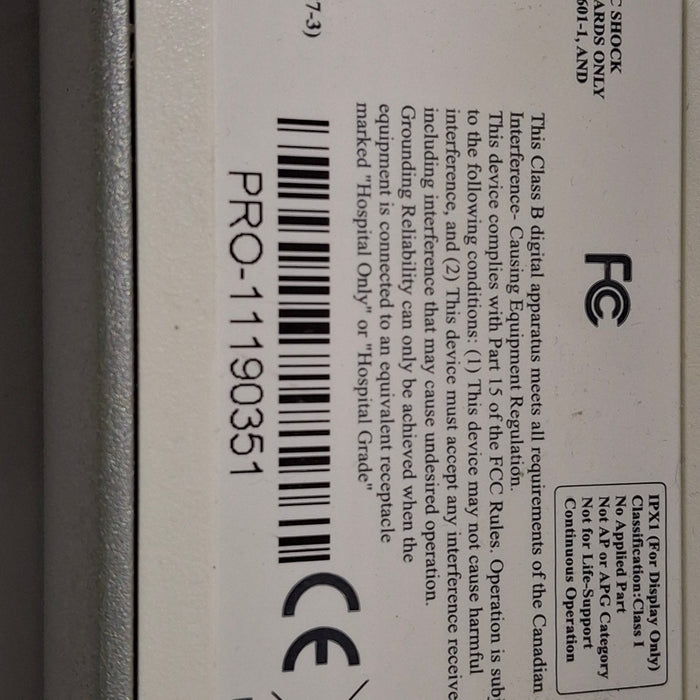 C SHOCK
ARDS ONLY
601-1, AND
FC
IPX1 (For Display Only)
Classification:Class I
No Applied Part
Not AP or APG Category
Not for Life-Support
Continuous Operation
This Class B digital apparatus meets all requirements of the Canadian
Interference- Causing Equipment Regulation.
This device complies with Part 15 of the FCC Rules. Operation is sub
to the following conditions: (1) This device may not cause harmful
interference, and (2) This device must accept any interference receive
including interference that may cause undesired operation.
Grounding Reliability can only be achieved when the
equipment is connected to an equivalent receptacle
marked "Hospital Only" or "Hospital Grade"
7-3)
CE
PRO-11190351